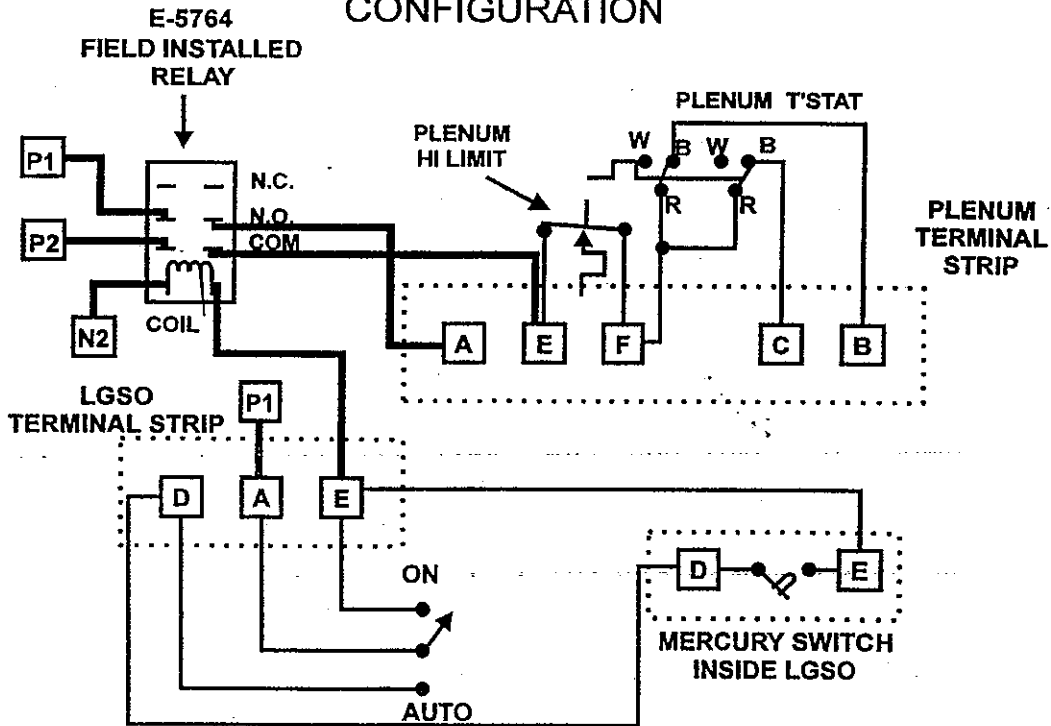 CONFIGURATION
E-5764
FIELD INSTALLED
RELAY
P1
P2
N2
N.C.
N.O.
COM
COIL
PLENUM
HI LIMIT
PLENUM T'STAT
W
B
W
B
R
R
PLENUM
TERMINAL
STRIP
A
E
F
C
B
LGSO
TERMINAL STRIP
P1
D
A
E
ON
AUTO
D
E
MERCURY SWITCH
INSIDE LGSO